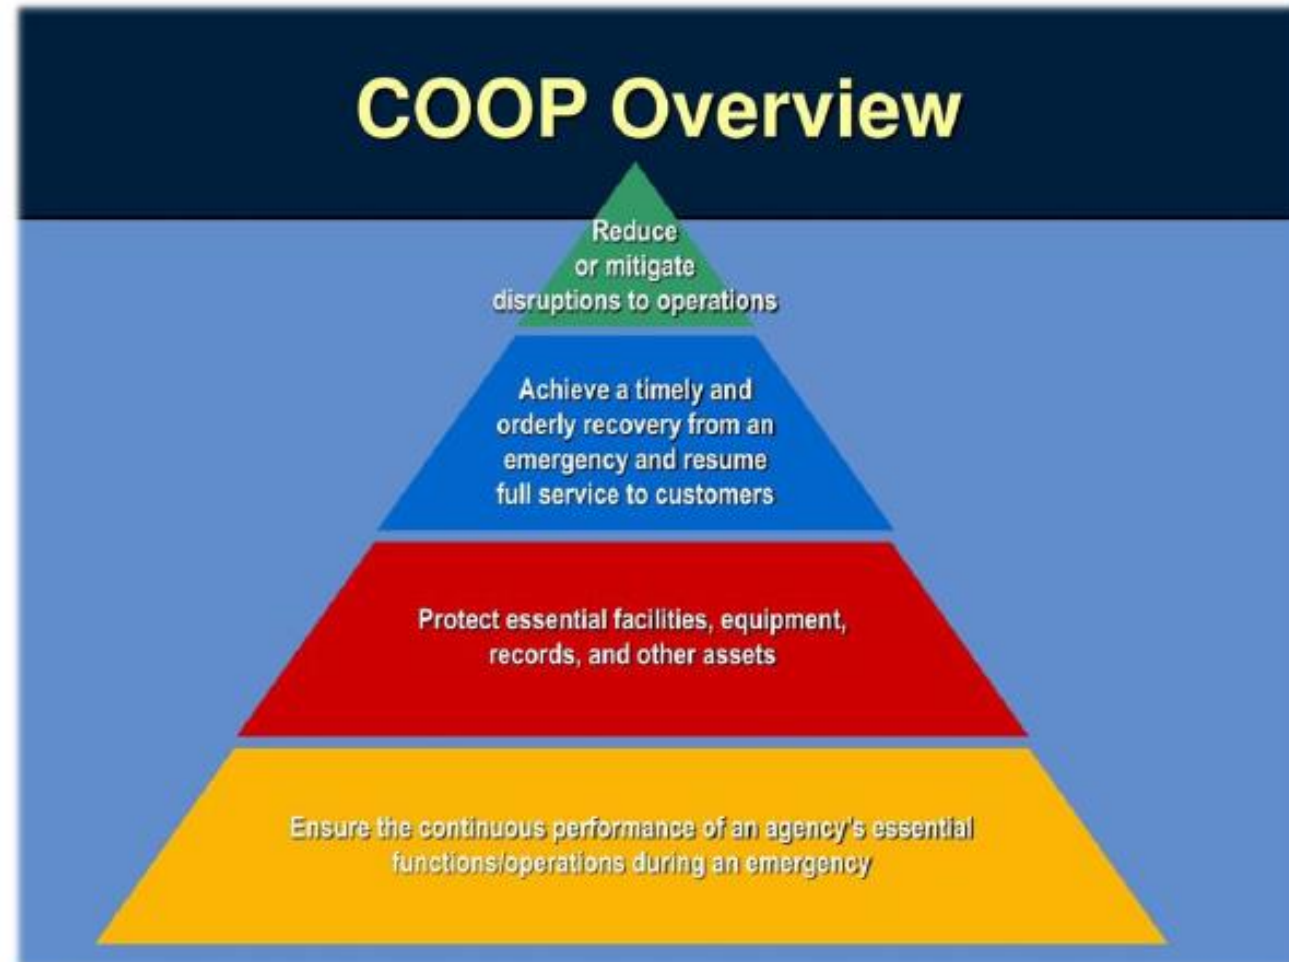 COOP Overview
Reduce
or mitigate
disruptions to operations
Achieve a timely and
orderly recovery from an
emergency and resume
full service to customers
Protect essential facilities, equipment,
records, and other assets
Ensure the continuous performance of an agency's essential
functions/operations during an emergency